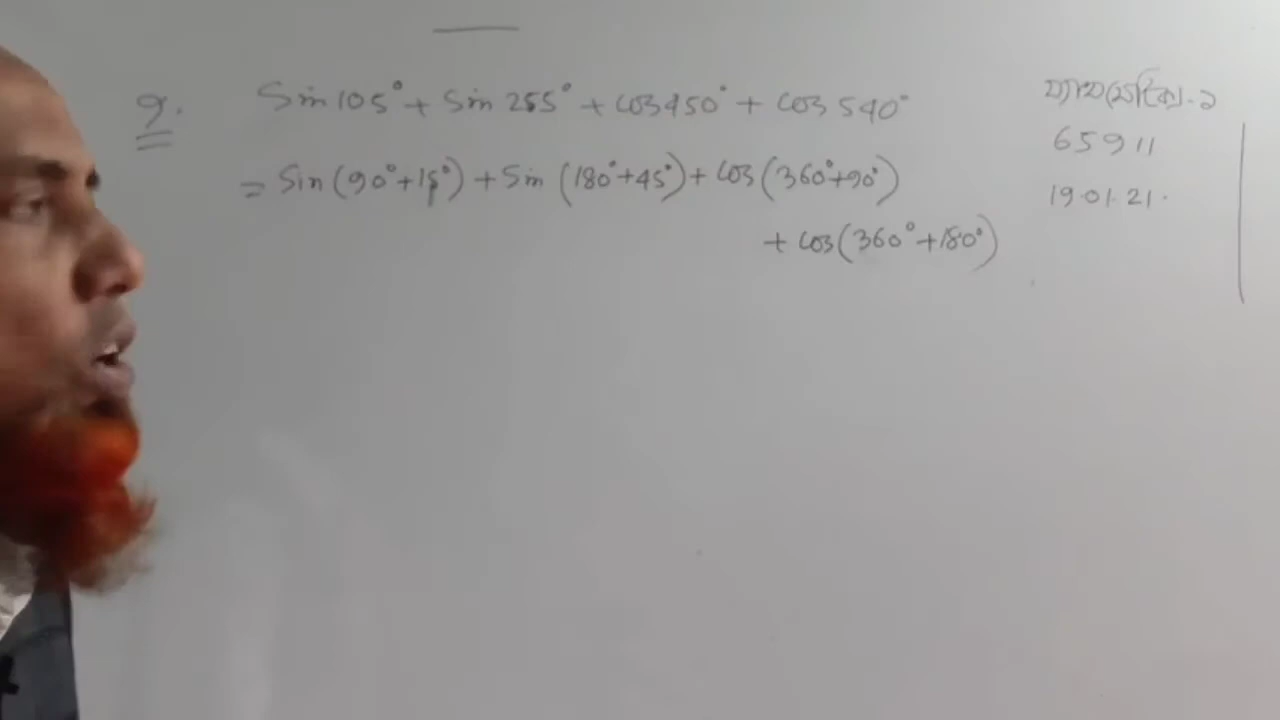 9. Sin 105° + Sin 255° + Cos 450° + Cos 540°
= Sin (90°+15°) + Sin (180°+45°) + Cos (360°+90°)
+ Cos (360°+180°)
65911
19.01.21.